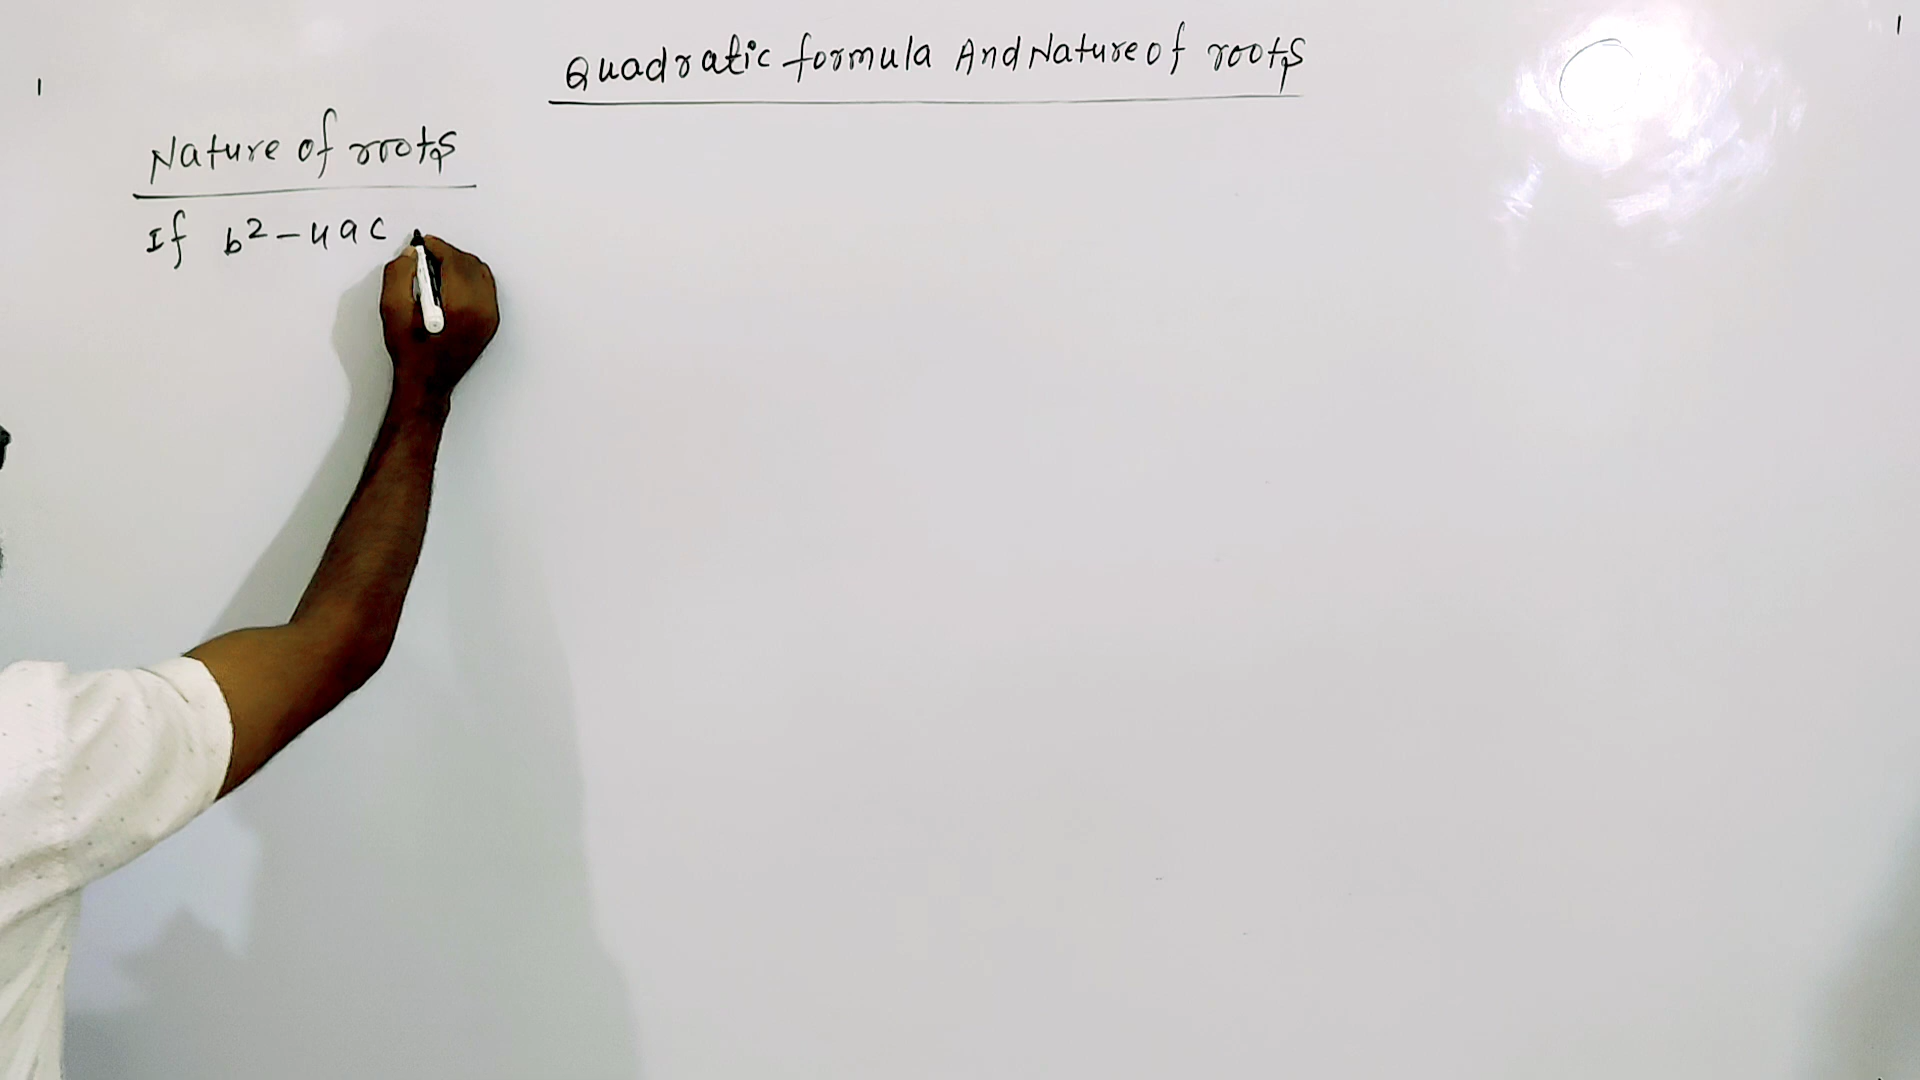 Quadratic formula And Nature of roots
Nature of roots
If b² - 4ac